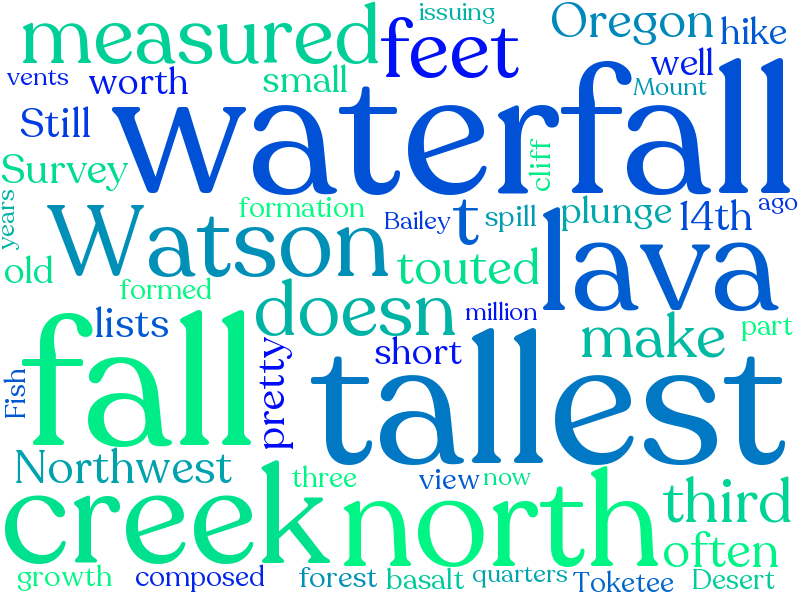 issuing
measured
feet
Oregon
hike
vents
worth
small
well
Mount
Still
waterfall
cliff
Survey
years
formation
Watson
Bailey
t
spill
plunge
14th
ago
old
touted
lava
formed
doesn
million
lists
fall
pretty
short
make
part
Fish
tallest
Northwest
creek
three
view
now
north
third
often
growth
composed
forest
basalt
quarters
Toketee
Desert